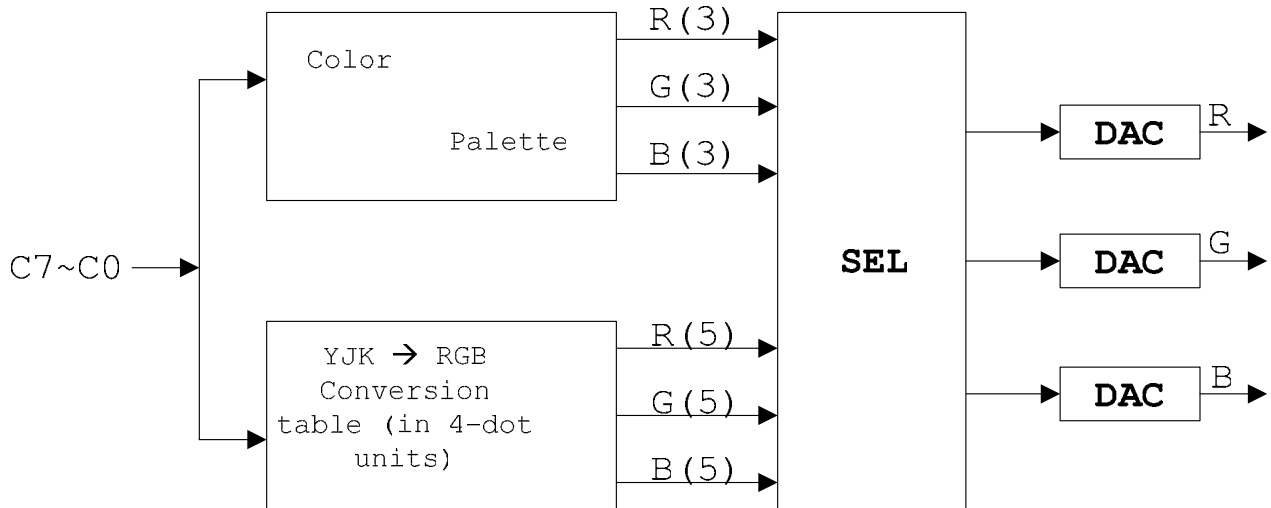 Color
Palette
R(3)
G(3)
B(3)
C7~C0
SEL
YJK → RGB
Conversion
table (in 4-dot
units)
R(5)
G(5)
B(5)
DAC
R
DAC
G
DAC
B